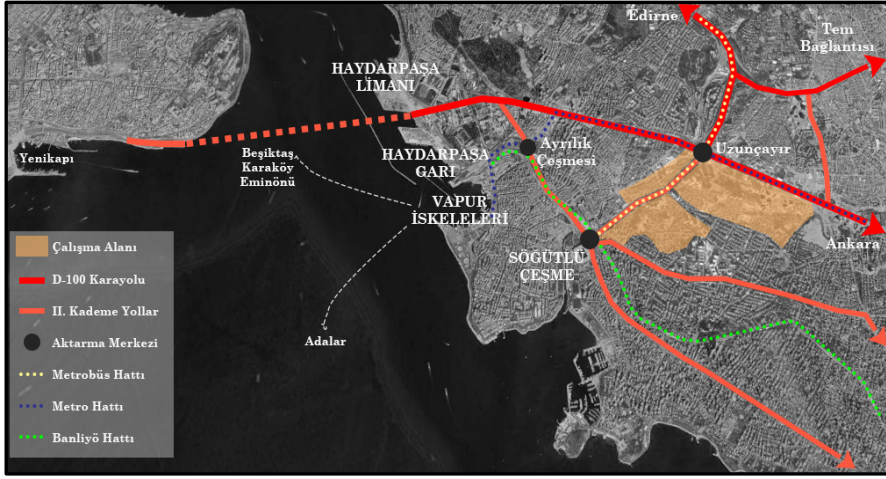 Edirne
Tem
Bağlantısı
HAYDARPAŞA
LİMANI
Yenikapı
Beşiktaş
Karaköy
Eminönü
HAYDARPAŞA
GARI
Ayrılık
Çeşmesi
Uzunçayır
VAPUR
İSKELELERİ
Ankara
SÖĞÜTLÜ
ÇEŞME
Adalar
Çalışma Alanı
D-100 Karayolu
II. Kademe Yollar
Aktarma Merkezi
Metrobüs Hattı
Metro Hattı
Banliyö Hattı